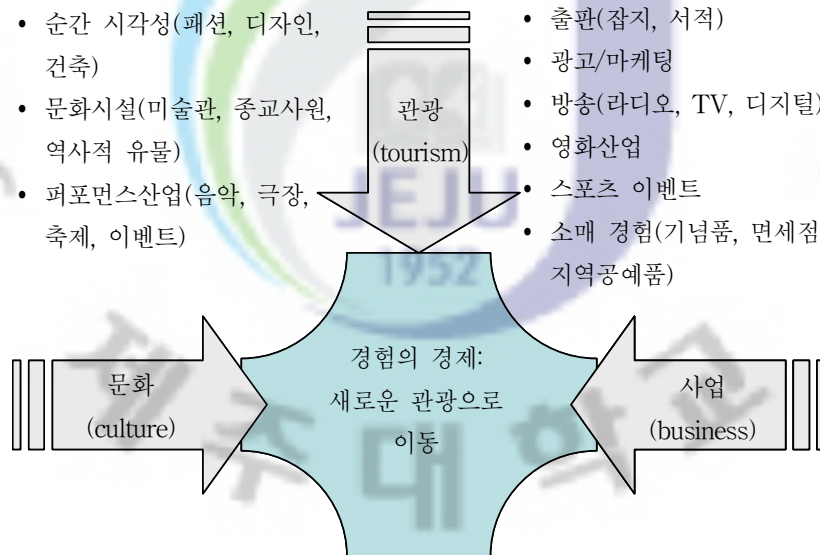 • 순간 시각성(패션, 디자인,
건축)
• 문화시설(미술관, 종교사원,
역사적 유물)
• 퍼포먼스산업(음악, 극장,
축제, 이벤트)
관광
(tourism)
• 출판(잡지, 서적)
• 광고/마케팅
• 방송(라디오, TV, 디지털)
• 영화산업
• 스포츠 이벤트
• 소매 경험(기념품, 면세점
지역공예품)
문화
(culture)
경험의 경제:
새로운 관광으로
이동
사업
(business)
JEJU
1952
제주대학교